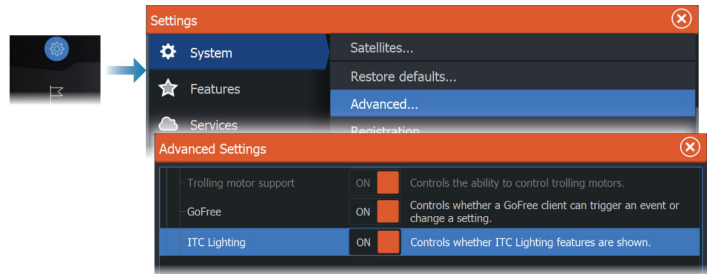 Settings
System
Satellites...
Restore defaults...
Features
Advanced...
Services
Registration
Advanced Settings
Trolling motor support ON Controls the ability to control trolling motors.
GoFree ON Controls whether a GoFree client can trigger an event or
change a setting.
ITC Lighting ON Controls whether ITC Lighting features are shown.